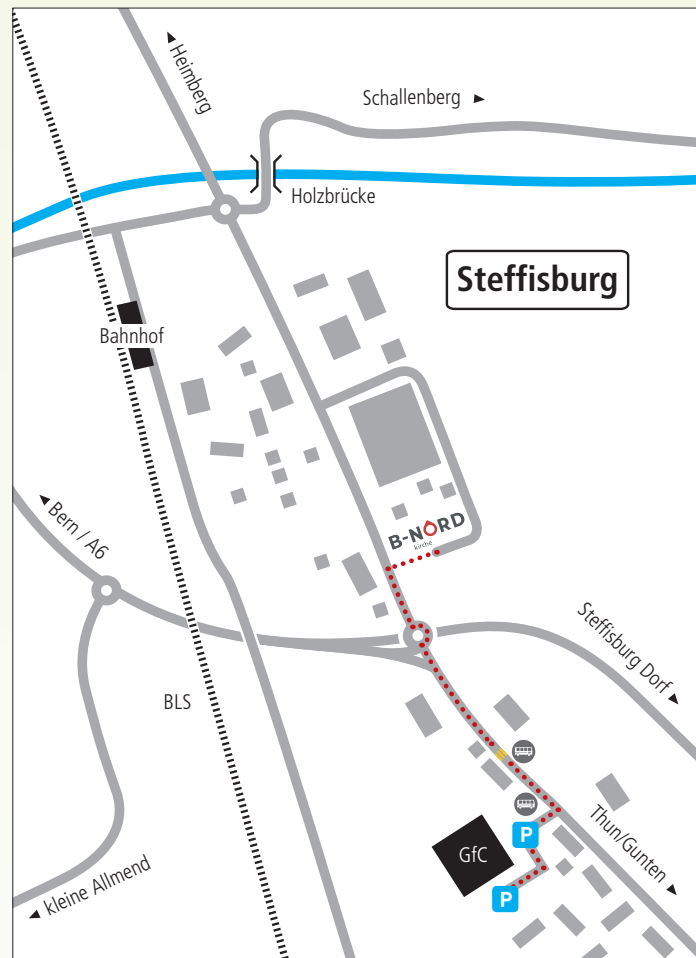 Heimberg
Schallenberg
Holzbrücke
Steffisburg
Bahnhof
B-NORD
kirche
Bern / A6
Steffisburg Dorf
BLS
Thun/Gunten
P
GfC
kleine Allmend
P